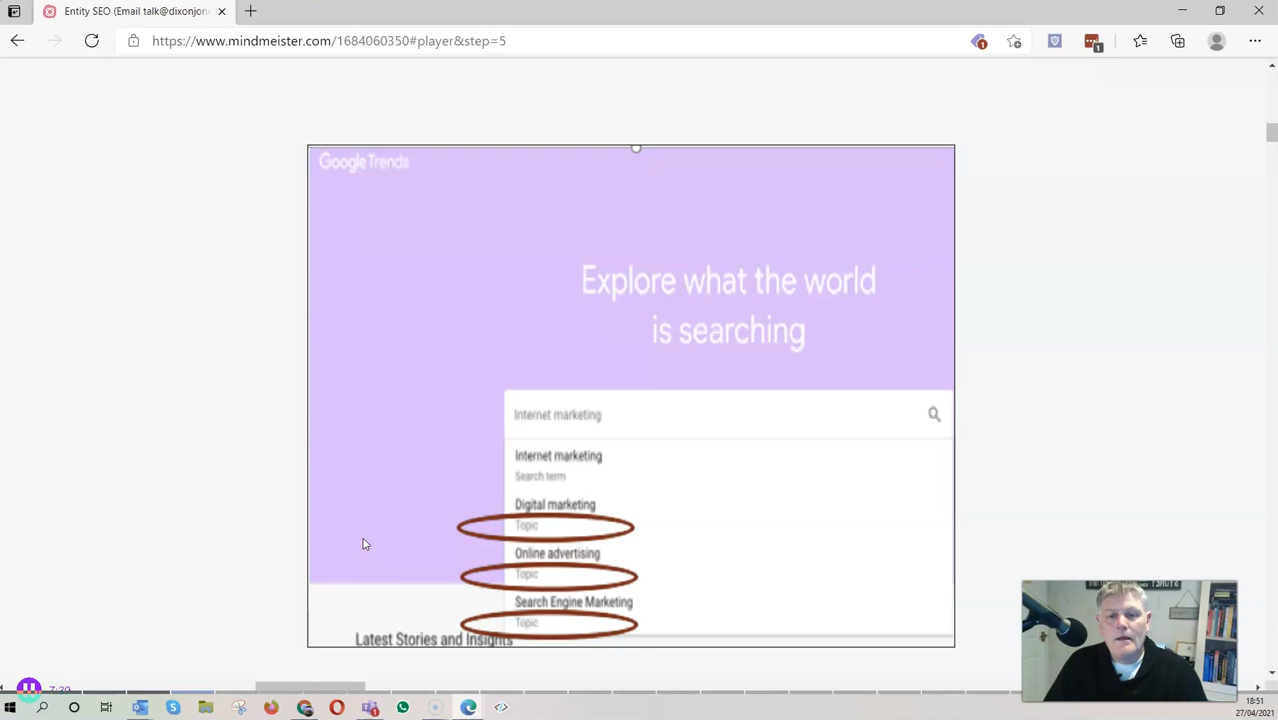 Entity SEO (Email talk@dixonjon
https://www.mindmeister.com/1684060350#player&step=5
1
1
Google Trends
Explore what the world
is searching
Internet marketing
Internet marketing
Search term
Digital marketing
Topic
Online advertising
Topic
Search Engine Marketing
Topic
Latest Stories and Insights
18:51
27/04/2021